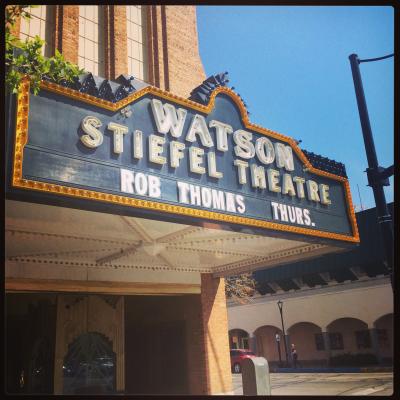 WATSON
STIEFEL THEATRE
ROB THOMAS THURS.